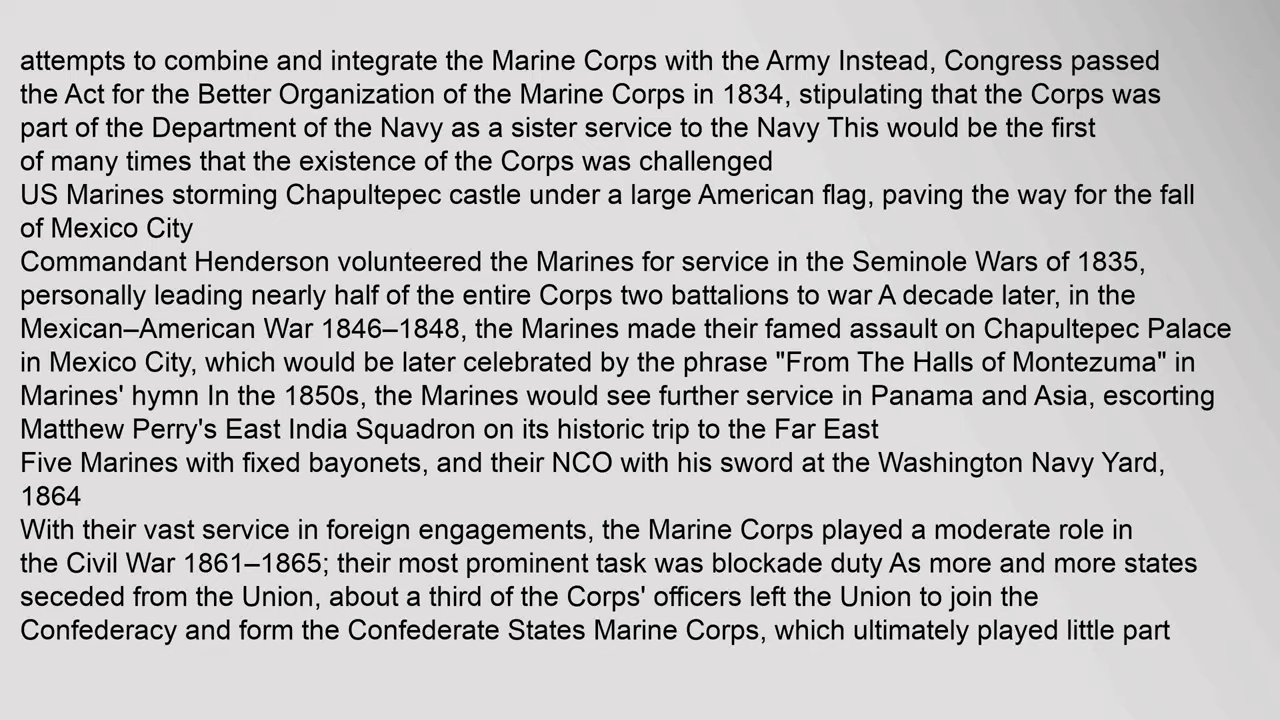 attempts to combine and integrate the Marine Corps with the Army Instead, Congress passed
the Act for the Better Organization of the Marine Corps in 1834, stipulating that the Corps was
part of the Department of the Navy as a sister service to the Navy This would be the first
of many times that the existence of the Corps was challenged
US Marines storming Chapultepec castle under a large American flag, paving the way for the fall
of Mexico City
Commandant Henderson volunteered the Marines for service in the Seminole Wars of 1835,
personally leading nearly half of the entire Corps two battalions to war A decade later, in the
Mexican–American War 1846–1848, the Marines made their famed assault on Chapultepec Palace
in Mexico City, which would be later celebrated by the phrase "From The Halls of Montezuma" in
Marines' hymn In the 1850s, the Marines would see further service in Panama and Asia, escorting
Matthew Perry's East India Squadron on its historic trip to the Far East
Five Marines with fixed bayonets, and their NCO with his sword at the Washington Navy Yard,
1864
With their vast service in foreign engagements, the Marine Corps played a moderate role in
the Civil War 1861–1865; their most prominent task was blockade duty As more and more states
seceded from the Union, about a third of the Corps' officers left the Union to join the
Confederacy and form the Confederate States Marine Corps, which ultimately played little part